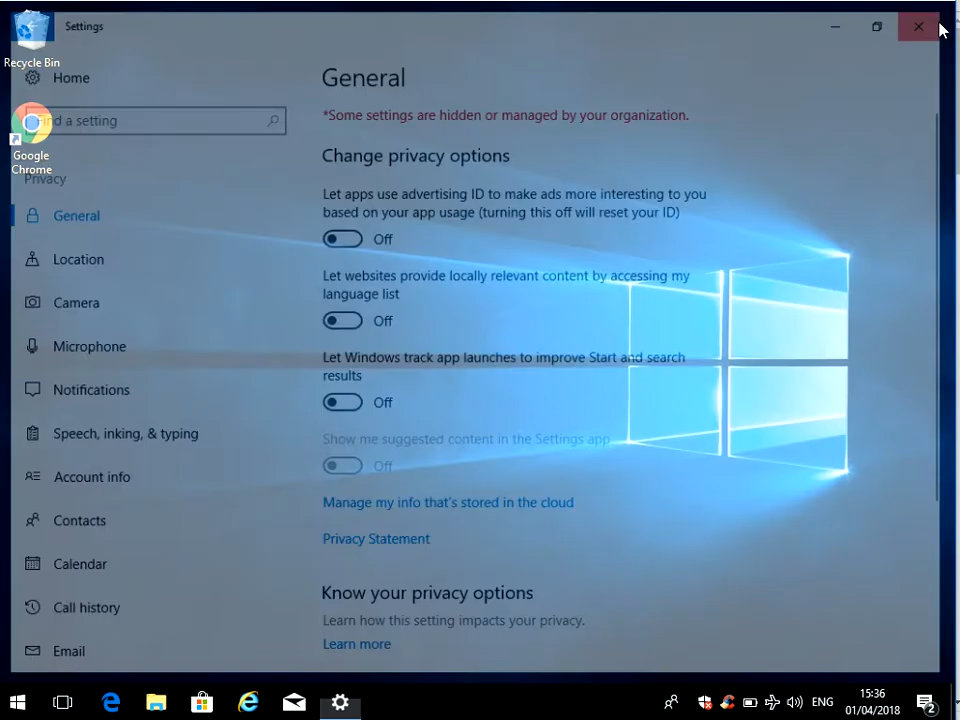 Settings
Recycle Bin
Home
Find a setting
Google
Chrome
Privacy
General
Location
Camera
Microphone
Notifications
Speech, inking, & typing
Account info
Contacts
Calendar
Call history
Email
General
*Some settings are hidden or managed by your organization.
Change privacy options
Let apps use advertising ID to make ads more interesting to you
based on your app usage (turning this off will reset your ID)
Off
Let websites provide locally relevant content by accessing my
language list
Off
Let Windows track app launches to improve Start and search
results
Off
Show me suggested content in the Settings app
Off
Manage my info that's stored in the cloud
Privacy Statement
Know your privacy options
Learn how this setting impacts your privacy.
Learn more
ENG
15:36
01/04/2018
2